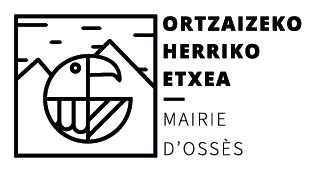 ORTZAIZEKO
HERRIKO
ETXEA
MAIRIE
D'OSSÈS